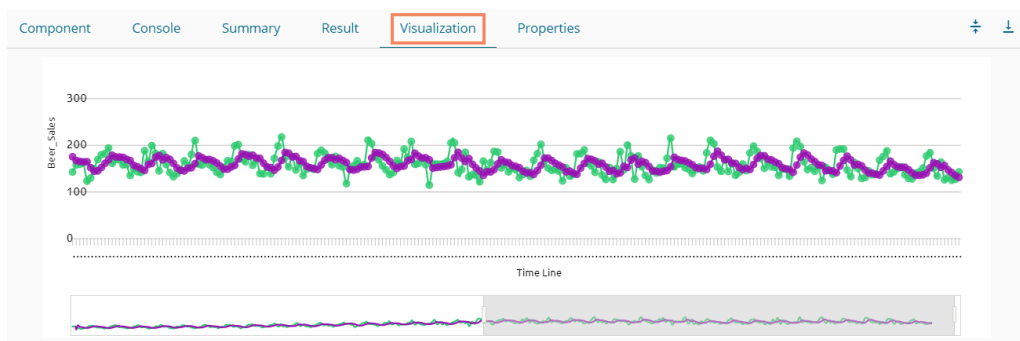 Component Console Summary Result Visualization Properties
300
200
100
0
Beer_Sales
Time Line